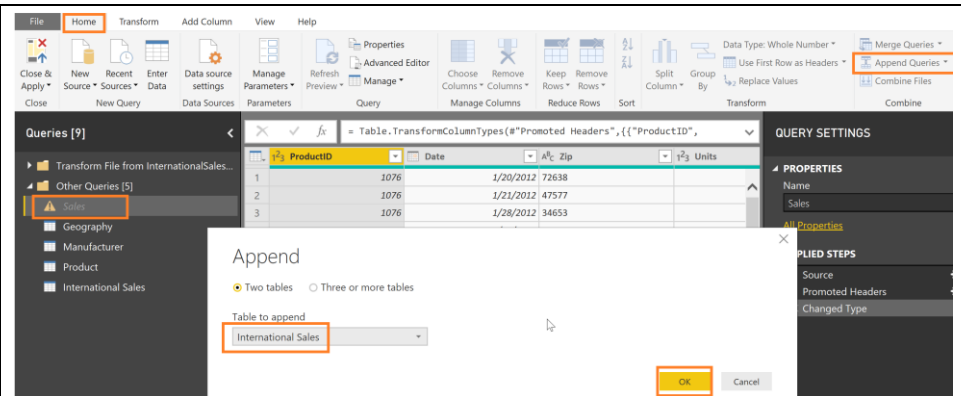 File Home Transform Add Column View Help
Close & Apply
New Source
Recent Sources
Enter Data
Data source settings
Manage Parameters
Refresh Preview
Properties
Advanced Editor
Manage
Choose Columns
Remove Columns
Keep Rows
Remove Rows
Split Column
Group By
Data Type: Whole Number
Use First Row as Headers
Replace Values
Merge Queries
Append Queries
Combine Files
Close New Query Data Sources Parameters Query Manage Columns Reduce Rows Sort Transform Combine
Queries [9]
fx = Table.TransformColumnTypes(#"Promoted Headers",{{"ProductID",
QUERY SETTINGS
Transform File from InternationalSales...
Other Queries [5]
Sales
Geography
Manufacturer
Product
International Sales
1²3 ProductID Date ABC Zip 1²3 Units
1 1076 1/20/2012 72638
2 1076 1/21/2012 47577
3 1076 1/28/2012 34653
PROPERTIES
Name
Sales
All Properties
PLIED STEPS
Source
Promoted Headers
Changed Type
Append
Two tables Three or more tables
Table to append
International Sales
OK Cancel